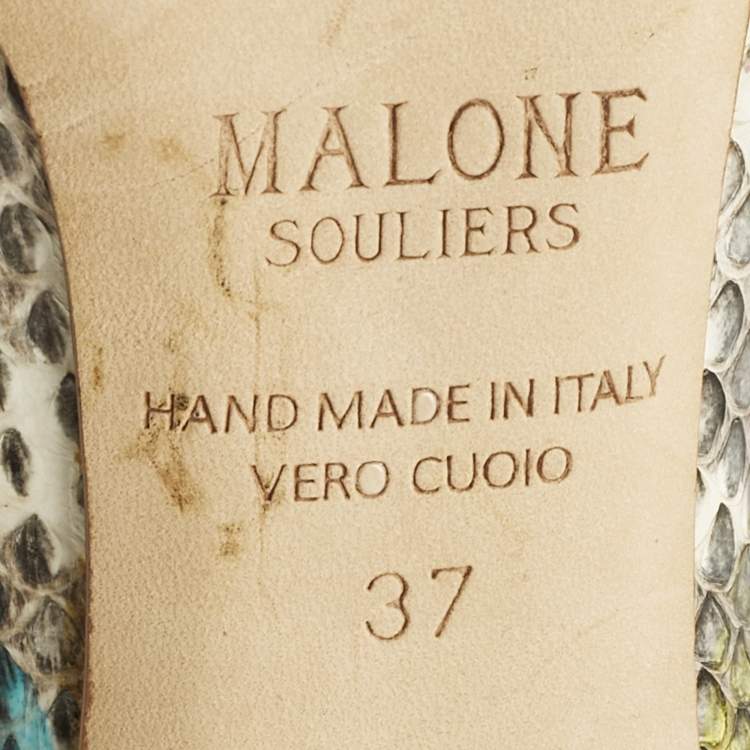 MALONE
SOULIERS
HAND MADE IN ITALY
VERO CUOIO
37